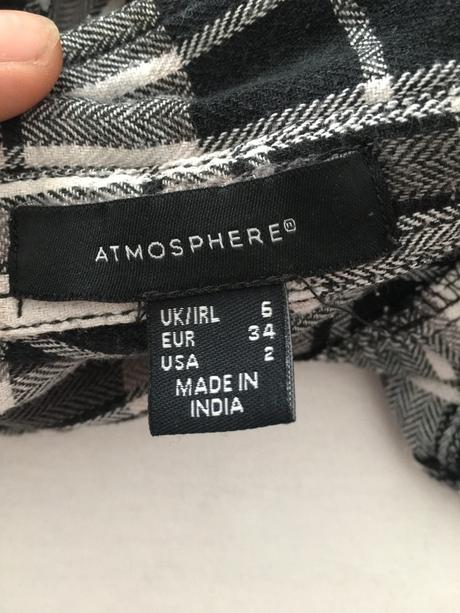 ATMOSPHERE®
UK/IRL 6
EUR 34
USA 2
MADE IN
INDIA